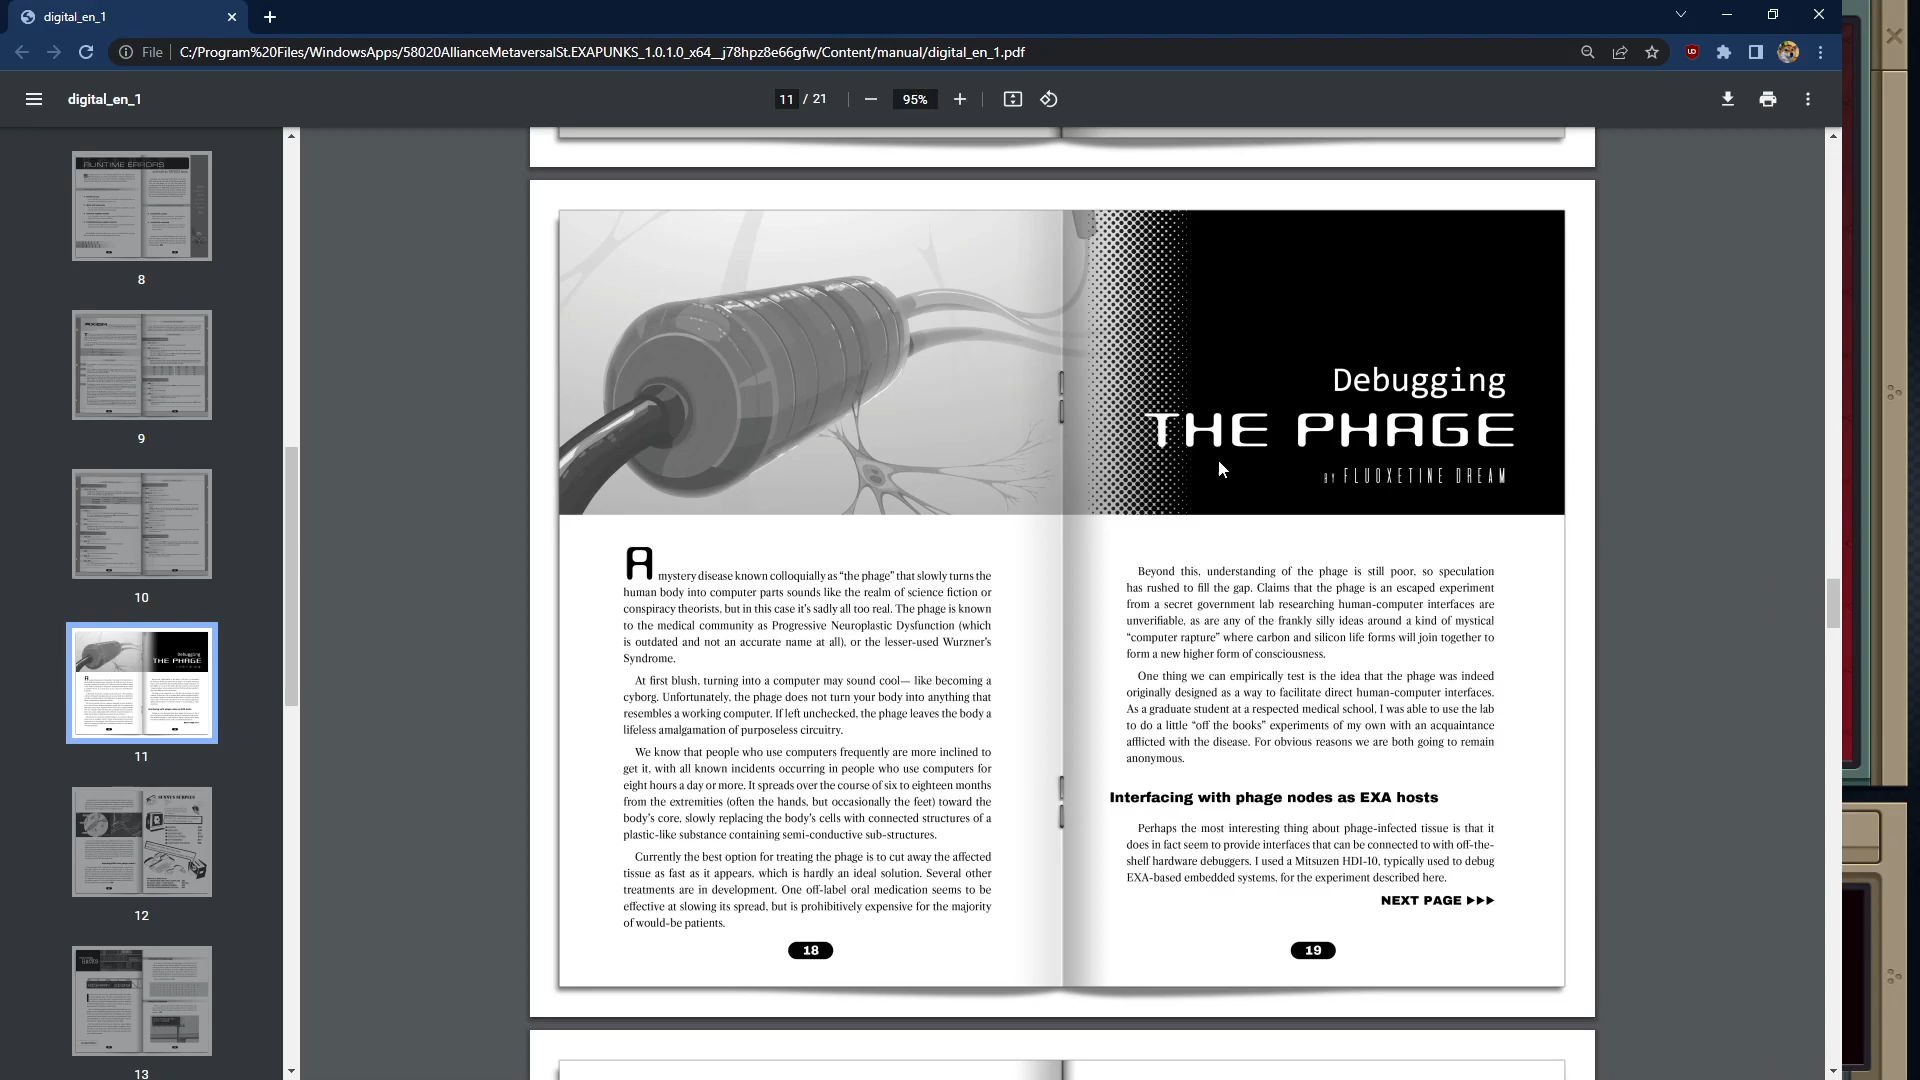 digital_en_1
File
C:/Program%20Files/WindowsApps/58020AllianceMetaversalSt.EXAPUNKS_1.0.1.0_x64__j78hpz8e66gfw/Content/manual/digital_en_1.pdf
digital_en_1
11 / 21
95%
RUNTIME ERRORS
8
9
10
Debugging
THE PHAGE
11
SUNNY'S SURPLUS
12
13
Debugging
THE PHAGE
BY FLUOXETINE DREAM
A mystery disease known colloquially as “the phage” that slowly turns the
human body into computer parts sounds like the realm of science fiction or
conspiracy theorists, but in this case it’s sadly all too real. The phage is known
to the medical community as Progressive Neuroplastic Dysfunction (which
is outdated and not an accurate name at all), or the lesser-used Wurzner’s
Syndrome.
At first blush, turning into a computer may sound cool— like becoming a
cyborg. Unfortunately, the phage does not turn your body into anything that
resembles a working computer. If left unchecked, the phage leaves the body a
lifeless amalgamation of purposeless circuitry.
We know that people who use computers frequently are more inclined to
get it, with all known incidents occurring in people who use computers for
eight hours a day or more. It spreads over the course of six to eighteen months
from the extremities (often the hands, but occasionally the feet) toward the
body’s core, slowly replacing the body’s cells with connected structures of a
plastic-like substance containing semi-conductive sub-structures.
Currently the best option for treating the phage is to cut away the affected
tissue as fast as it appears, which is hardly an ideal solution. Several other
treatments are in development. One off-label oral medication seems to be
effective at slowing its spread, but is prohibitively expensive for the majority
of would-be patients.
18
Beyond this, understanding of the phage is still poor, so speculation
has rushed to fill the gap. Claims that the phage is an escaped experiment
from a secret government lab researching human-computer interfaces are
unverifiable, as are any of the frankly silly ideas around a kind of mystical
“computer rapture” where carbon and silicon life forms will join together to
form a new higher form of consciousness.
One thing we can empirically test is the idea that the phage was indeed
originally designed as a way to facilitate direct human-computer interfaces.
As a graduate student at a respected medical school, I was able to use the lab
to do a little “off the books” experiments of my own with an acquaintance
afflicted with the disease. For obvious reasons we are both going to remain
anonymous.
Interfacing with phage nodes as EXA hosts
Perhaps the most interesting thing about phage-infected tissue is that it
does in fact seem to provide interfaces that can be connected to with off-the-
shelf hardware debuggers. I used a Mitsuzen HDI-10, typically used to debug
EXA-based embedded systems, for the experiment described here.
NEXT PAGE ▶▶▶
19